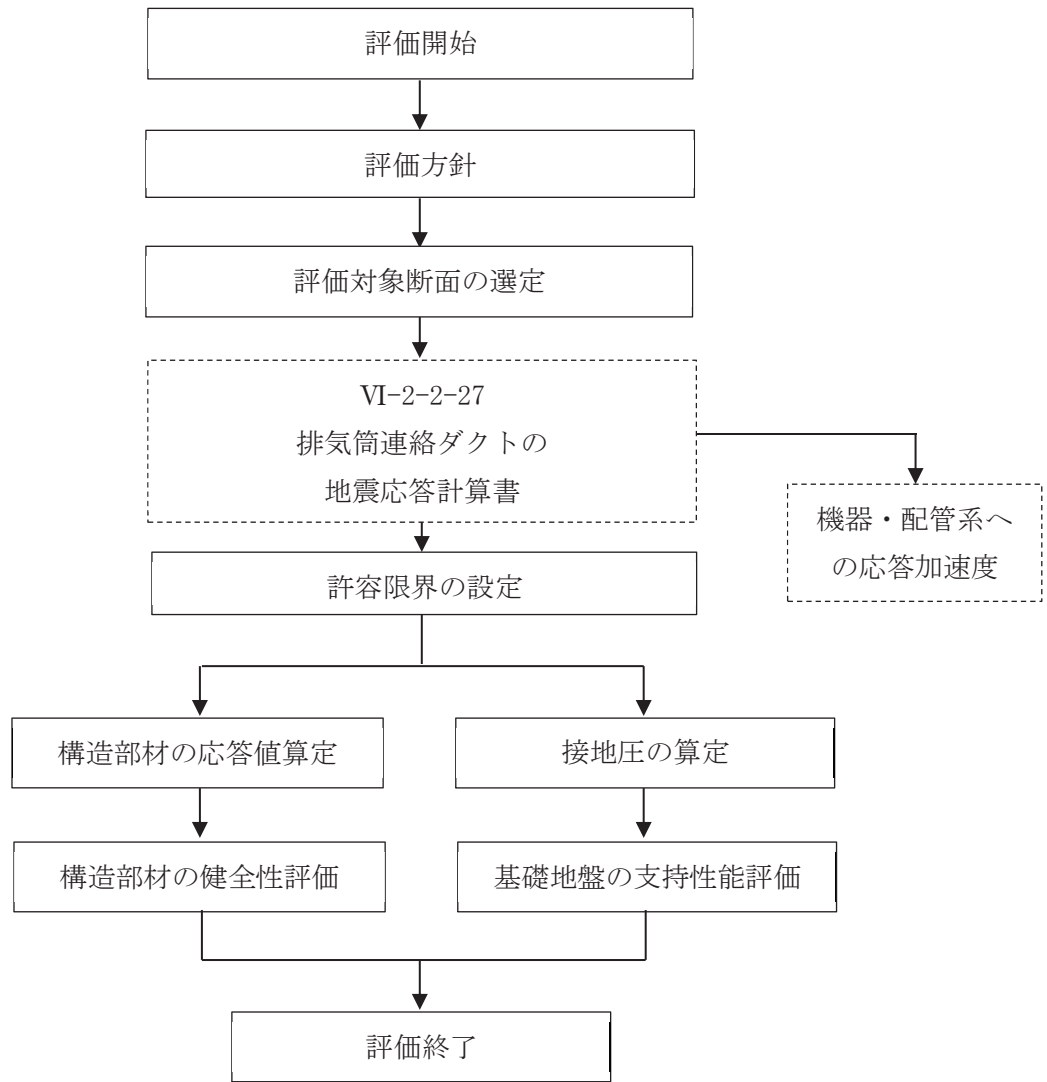 評価開始
評価方針
評価対象断面の選定
Ⅵ-2-2-27
排気筒連絡ダクトの
地震応答計算書
機器・配管系へ
の応答加速度
許容限界の設定
構造部材の応答値算定
接地圧の算定
構造部材の健全性評価
基礎地盤の支持性能評価
評価終了